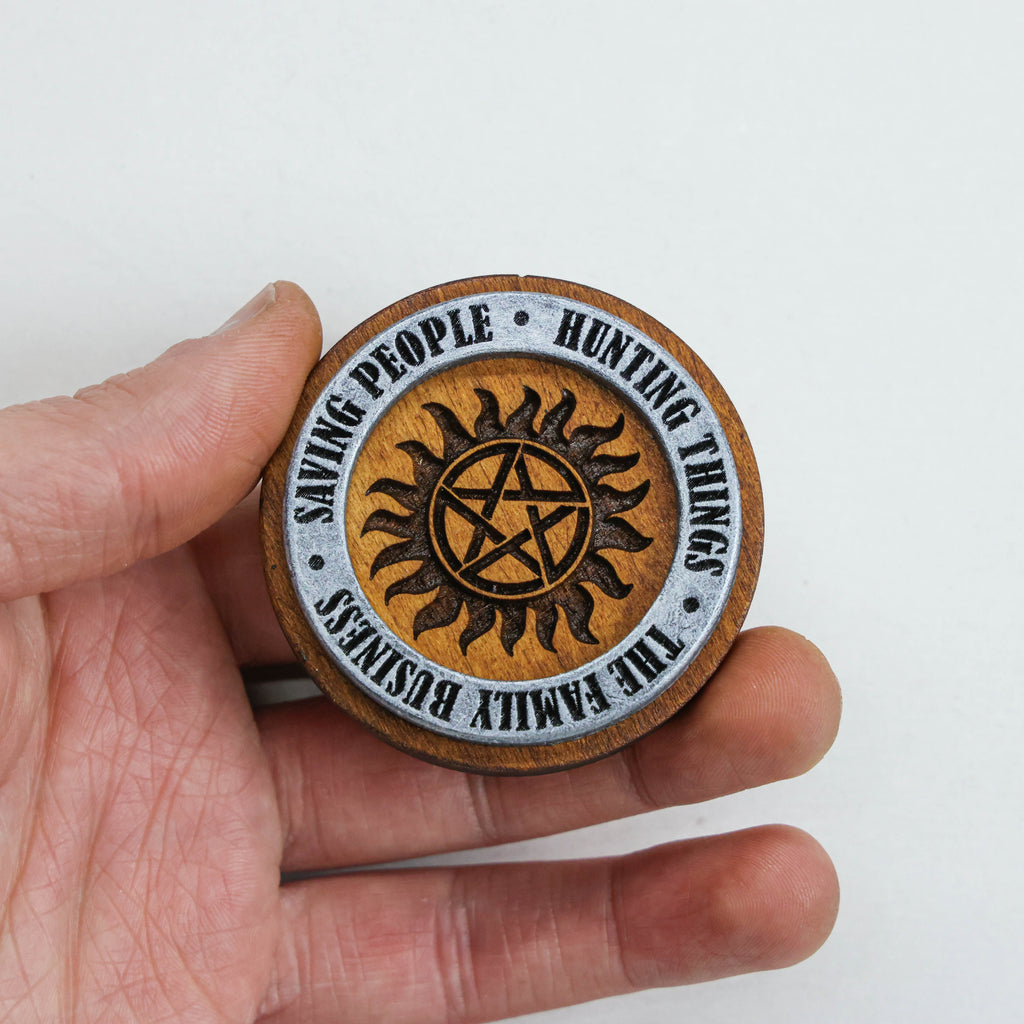 SAVING PEOPLE • HUNTING THINGS • THE FAMILY BUSINESS •